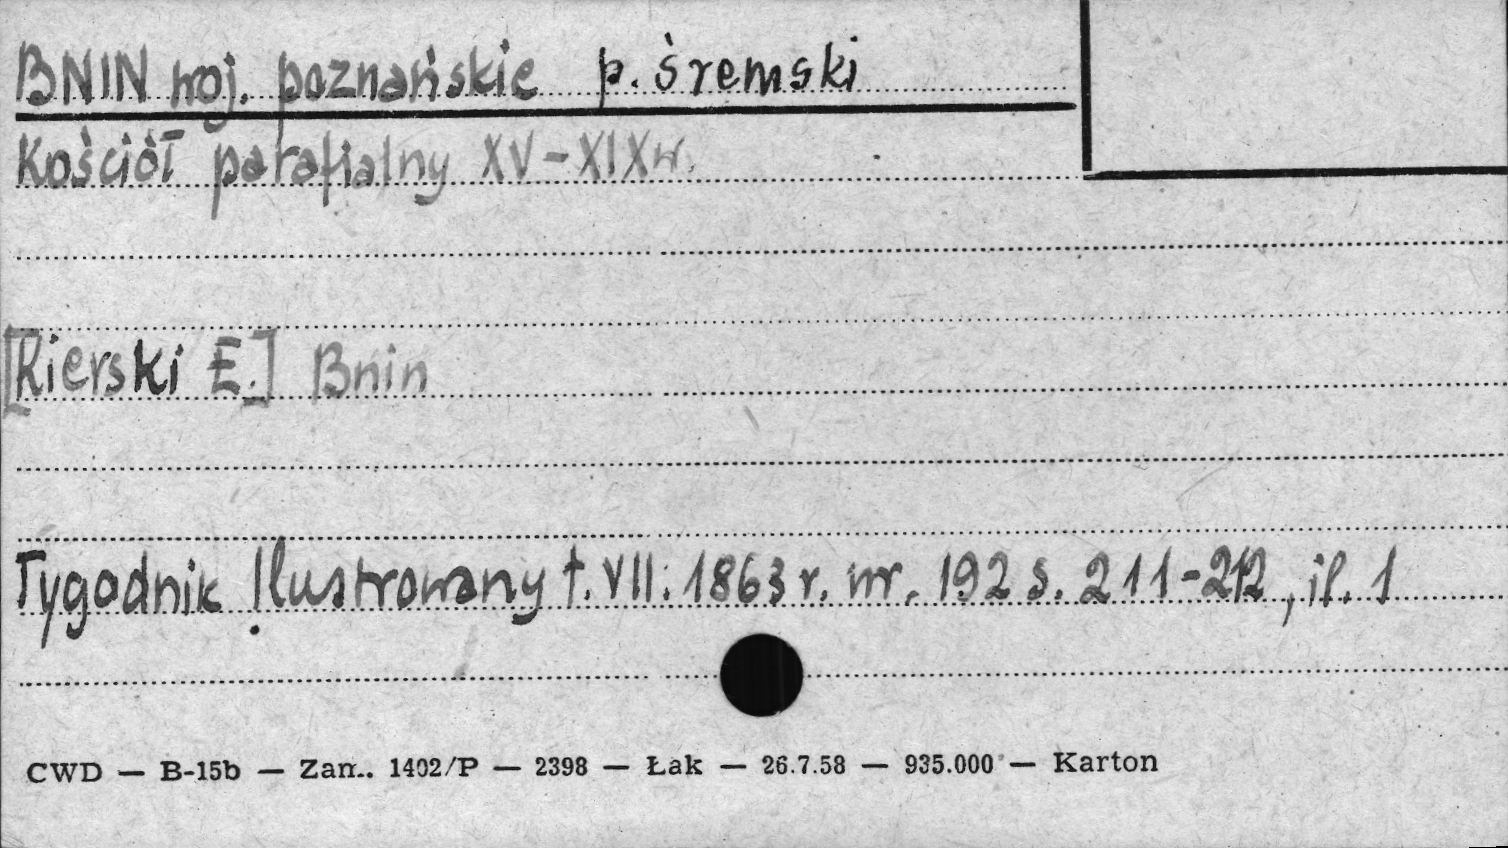 BNIN woj. poznańskie p. śremski
Kościół parafialny XV-XIXw.
[Kierski E.] Bnin
Tygodnik Ilustrowany t. VII: 1863 r. nr. 192 s. 211-212, il. 1
CWD — B-15b — Zam. 1402/P — 2398 — Łak — 26.7.58 — 935.000 — Karton